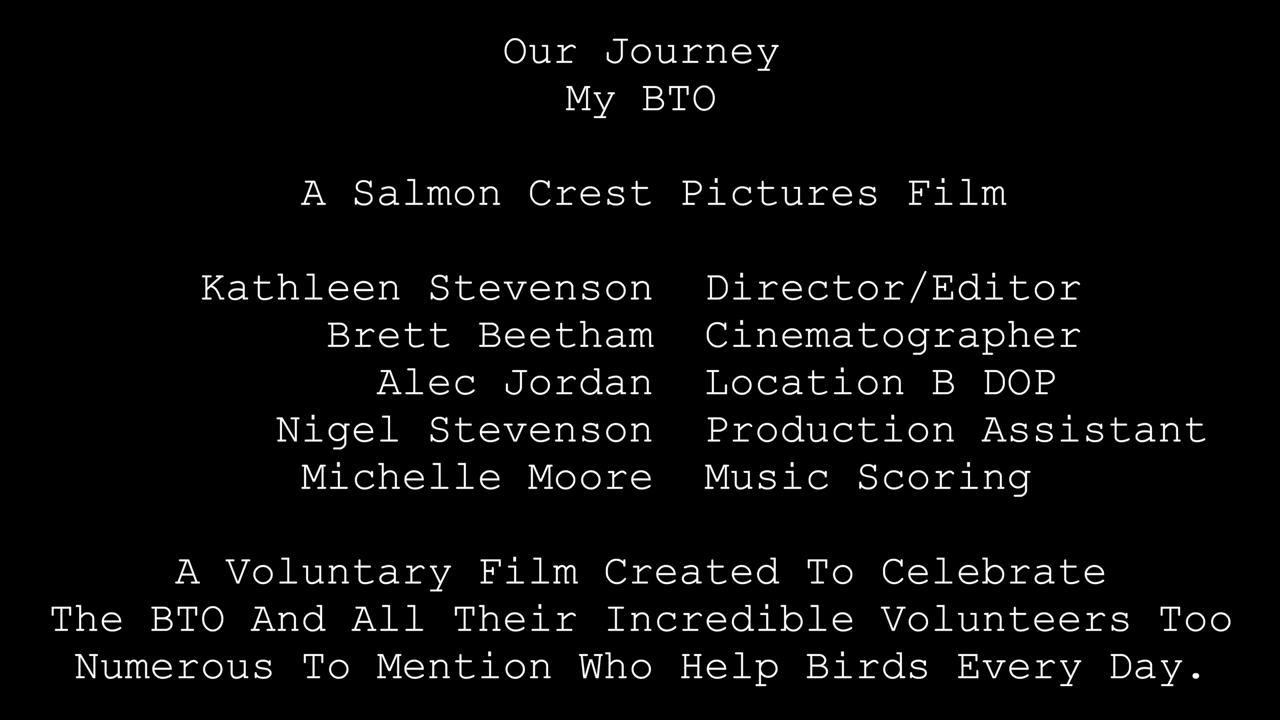 Our Journey
My BTO
A Salmon Crest Pictures Film
Kathleen Stevenson Director/Editor
Brett Beetham Cinematographer
Alec Jordan Location B DOP
Nigel Stevenson Production Assistant
Michelle Moore Music Scoring
A Voluntary Film Created To Celebrate
The BTO And All Their Incredible Volunteers Too
Numerous To Mention Who Help Birds Every Day.